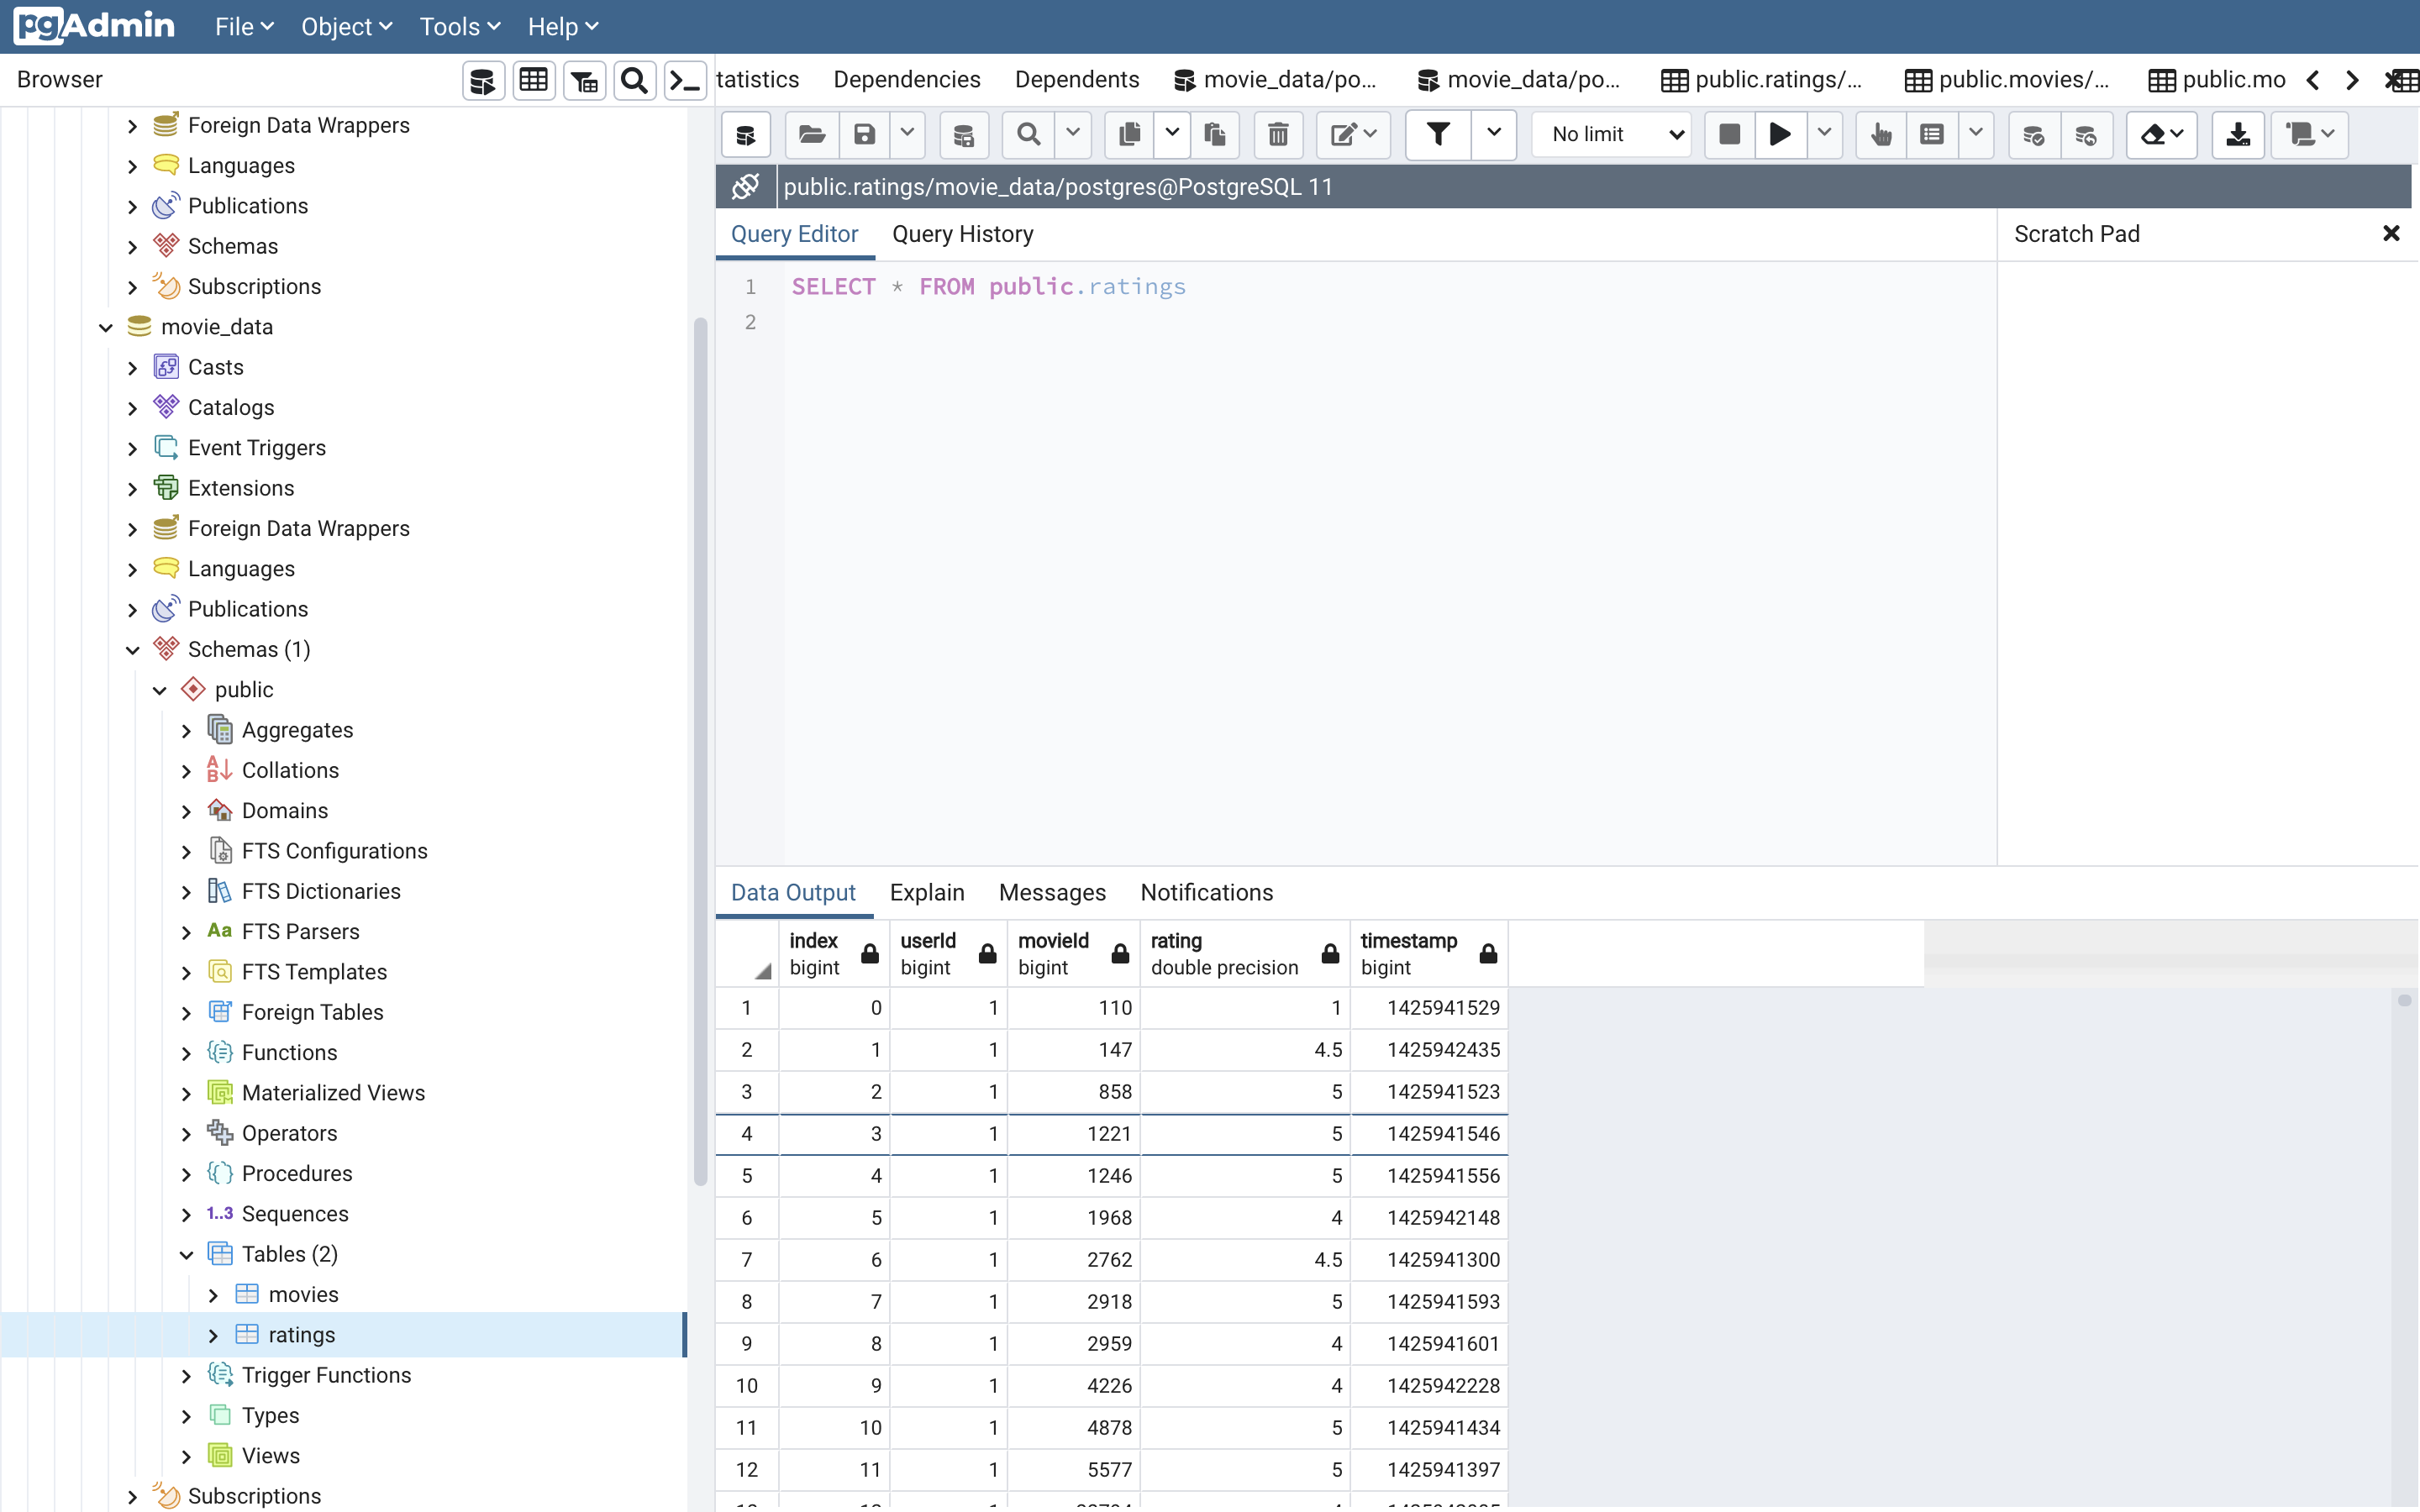 pgAdmin File Object Tools Help
Browser
tatistics Dependencies Dependents movie_data/po... movie_data/po... public.ratings/... public.movies/... public.mo
No limit
public.ratings/movie_data/postgres@PostgreSQL 11
Query Editor Query History
Scratch Pad
1 SELECT * FROM public.ratings
2
Foreign Data Wrappers
Languages
Publications
Schemas
Subscriptions
movie_data
Casts
Catalogs
Event Triggers
Extensions
Foreign Data Wrappers
Languages
Publications
Schemas (1)
public
Aggregates
Collations
Domains
FTS Configurations
FTS Dictionaries
Aa FTS Parsers
FTS Templates
Foreign Tables
Functions
Materialized Views
Operators
Procedures
1..3 Sequences
Tables (2)
movies
ratings
Trigger Functions
Types
Views
Subscriptions
Data Output Explain Messages Notifications
index userId movieId rating timestamp
bigint bigint bigint double precision bigint
1 0 1 110 1 1425941529
2 1 1 147 4.5 1425942435
3 2 1 858 5 1425941523
4 3 1 1221 5 1425941546
5 4 1 1246 5 1425941556
6 5 1 1968 4 1425942148
7 6 1 2762 4.5 1425941300
8 7 1 2918 5 1425941593
9 8 1 2959 4 1425941601
10 9 1 4226 4 1425942228
11 10 1 4878 5 1425941434
12 11 1 5577 5 1425941397